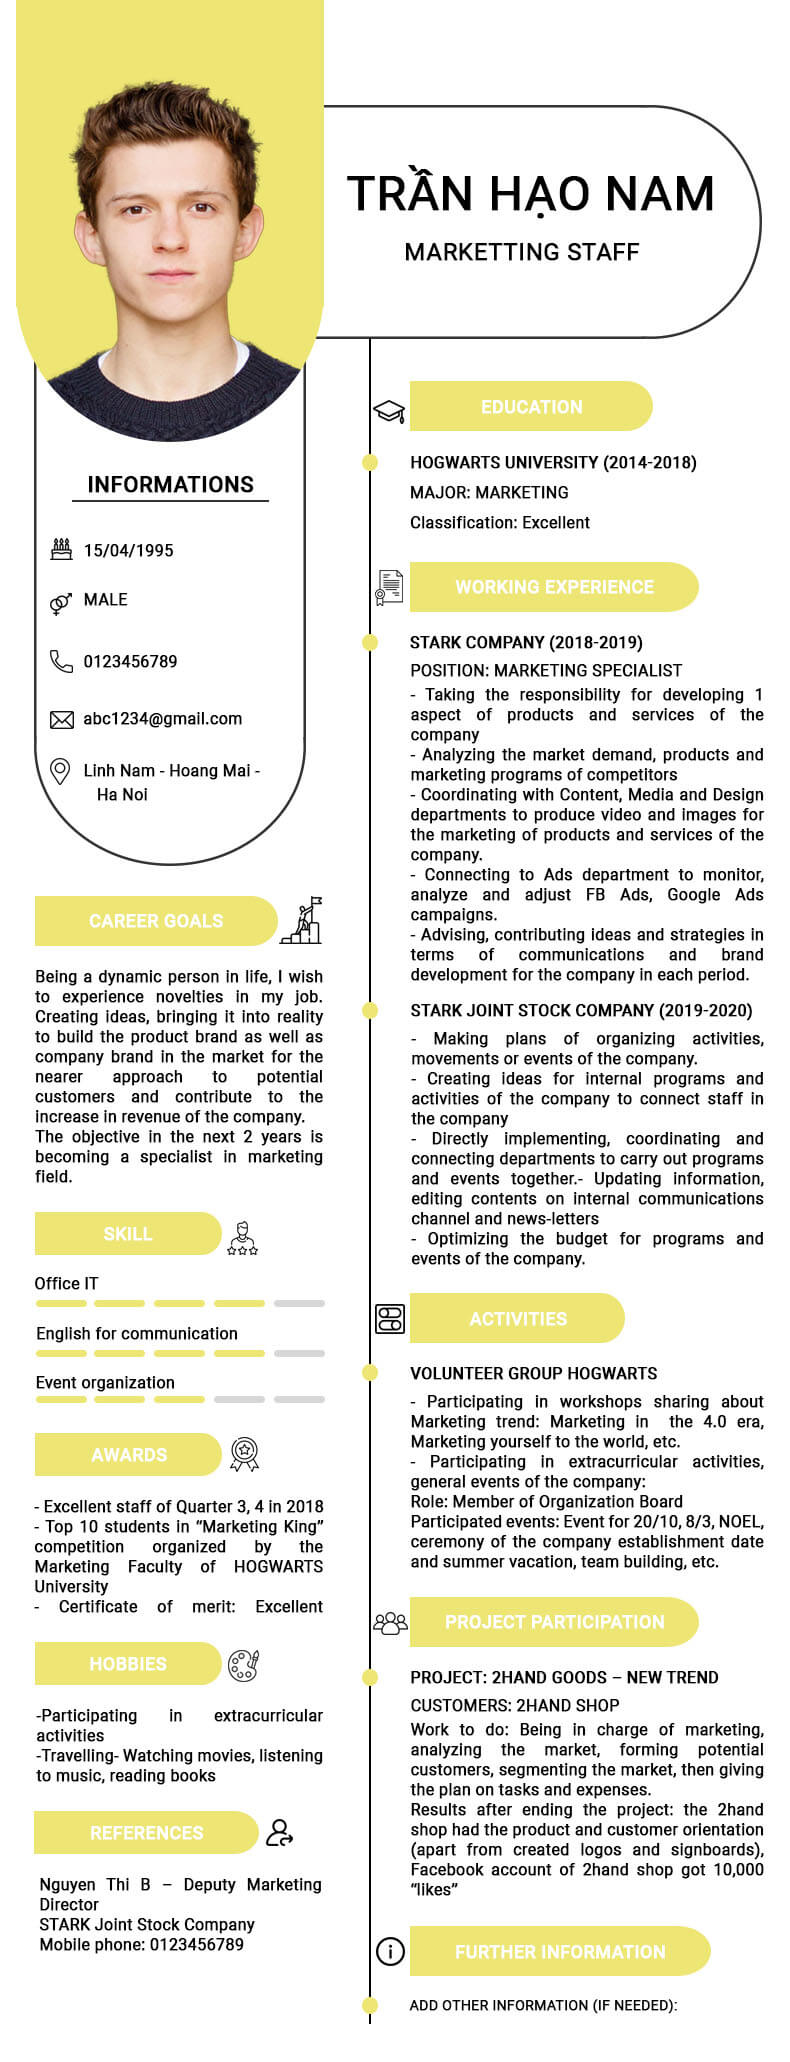 TRẦN HẠO NAM
MARKETTING STAFF
INFORMATIONS
15/04/1995
MALE
0123456789
abc1234@gmail.com
Linh Nam - Hoang Mai -
Ha Noi
CAREER GOALS
Being a dynamic person in life, I wish
to experience novelties in my job.
Creating ideas, bringing it into reality
to build the product brand as well as
company brand in the market for the
nearer approach to potential
customers and contribute to the
increase in revenue of the company.
The objective in the next 2 years is
becoming a specialist in marketing
field.
SKILL
Office IT
English for communication
Event organization
AWARDS
- Excellent staff of Quarter 3, 4 in 2018
- Top 10 students in “Marketing King”
competition organized by the
Marketing Faculty of HOGWARTS
University
- Certificate of merit: Excellent
HOBBIES
-Participating in extracurricular
activities
-Travelling- Watching movies, listening
to music, reading books
REFERENCES
Nguyen Thi B – Deputy Marketing
Director
STARK Joint Stock Company
Mobile phone: 0123456789
EDUCATION
HOGWARTS UNIVERSITY (2014-2018)
MAJOR: MARKETING
Classification: Excellent
WORKING EXPERIENCE
STARK COMPANY (2018-2019)
POSITION: MARKETING SPECIALIST
- Taking the responsibility for developing 1
aspect of products and services of the
company
- Analyzing the market demand, products and
marketing programs of competitors
- Coordinating with Content, Media and Design
departments to produce video and images for
the marketing of products and services of the
company.
- Connecting to Ads department to monitor,
analyze and adjust FB Ads, Google Ads
campaigns.
- Advising, contributing ideas and strategies in
terms of communications and brand
development for the company in each period.
STARK JOINT STOCK COMPANY (2019-2020)
- Making plans of organizing activities,
movements or events of the company.
- Creating ideas for internal programs and
activities of the company to connect staff in
the company
- Directly implementing, coordinating and
connecting departments to carry out programs
and events together.- Updating information,
editing contents on internal communications
channel and news-letters
- Optimizing the budget for programs and
events of the company.
ACTIVITIES
VOLUNTEER GROUP HOGWARTS
- Participating in workshops sharing about
Marketing trend: Marketing in the 4.0 era,
Marketing yourself to the world, etc.
- Participating in extracurricular activities,
general events of the company:
Role: Member of Organization Board
Participated events: Event for 20/10, 8/3, NOEL,
ceremony of the company establishment date
and summer vacation, team building, etc.
PROJECT PARTICIPATION
PROJECT: 2HAND GOODS – NEW TREND
CUSTOMERS: 2HAND SHOP
Work to do: Being in charge of marketing,
analyzing the market, forming potential
customers, segmenting the market, then giving
the plan on tasks and expenses.
Results after ending the project: the 2hand
shop had the product and customer orientation
(apart from created logos and signboards),
Facebook account of 2hand shop got 10,000
“likes”
FURTHER INFORMATION
ADD OTHER INFORMATION (IF NEEDED):